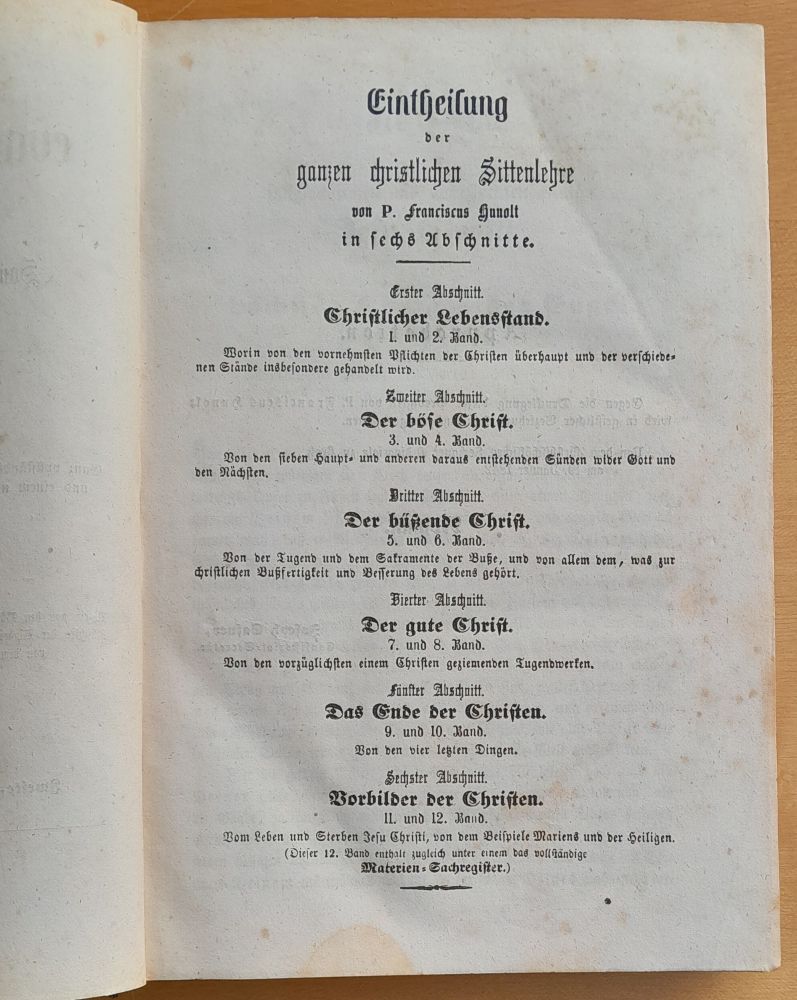 Eintheilung
der
ganzen christlichen Sittenlehre
von P. Franciscus Hunolt
in sechs Abschnitte.
Erster Abschnitt.
Christlicher Lebensstand.
1. und 2. Band.
Worin von den vornehmsten Pflichten der Christen überhaupt und der verschiede-
nen Stände insbesondere gehandelt wird.
Zweiter Abschnitt.
Der böse Christ.
3. und 4. Band.
Von den sieben Haupt- und anderen daraus entstehenden Sünden wider Gott und
den Nächsten.
Dritter Abschnitt.
Der büßende Christ.
5. und 6. Band.
Von der Tugend und dem Sakramente der Buße, und von allem dem, was zur
christlichen Bußfertigkeit und Besserung des Lebens gehört.
Vierter Abschnitt.
Der gute Christ.
7. und 8. Band.
Von den vorzüglichsten einem Christen geziemenden Tugendwerken.
Fünfter Abschnitt.
Das Ende der Christen.
9. und 10. Band.
Von den vier letzten Dingen.
Sechster Abschnitt.
Vorbilder der Christen.
11. und 12. Band.
Vom Leben und Sterben Jesu Christi, von dem Beispiele Mariens und der Heiligen.
(Dieser 12. Band enthält zugleich unter einem das vollständige
Materien-Sachregister.)